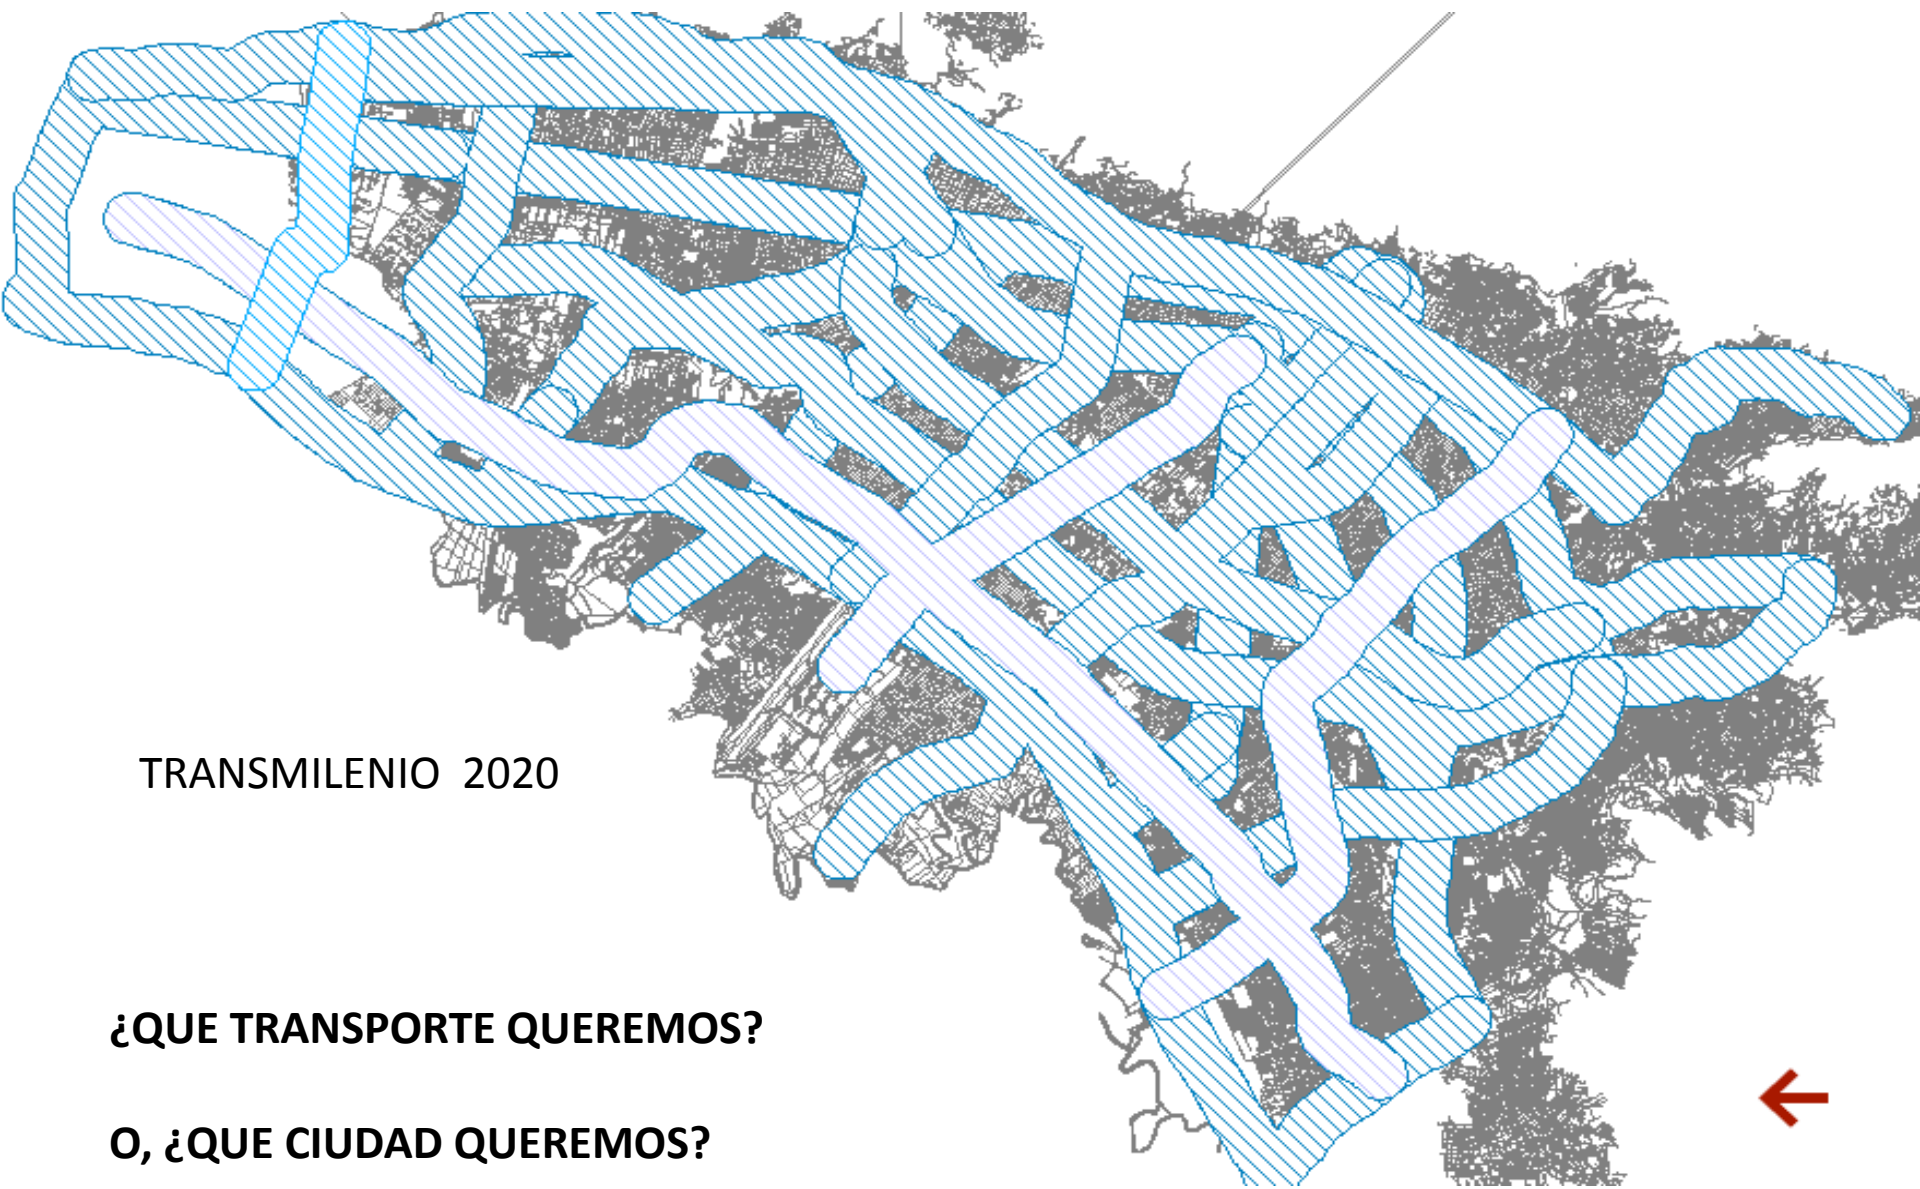 TRANSMILENIO 2020
¿QUE TRANSPORTE QUEREMOS?
O, ¿QUE CIUDAD QUEREMOS?